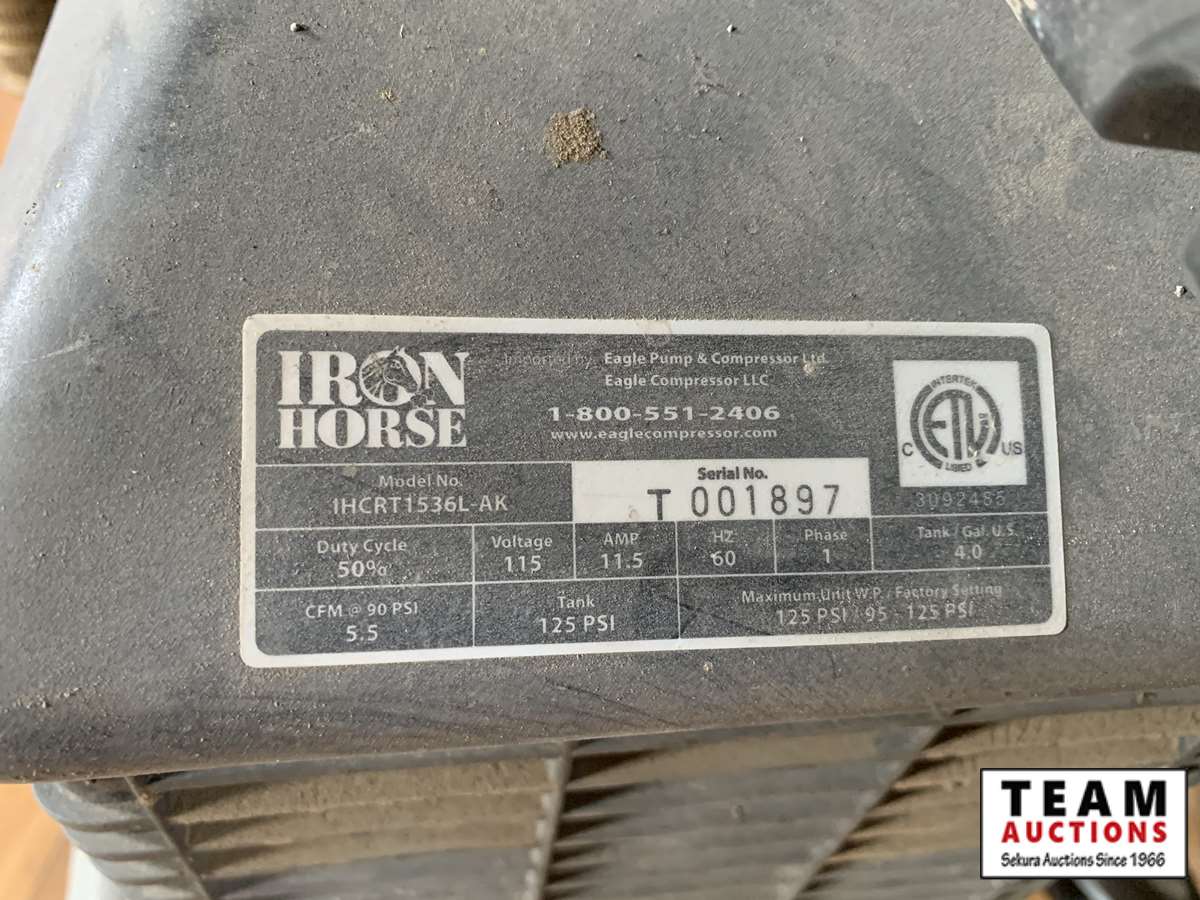 IRON
HORSE
Imported by: Eagle Pump & Compressor Ltd.
Eagle Compressor LLC
1-800-551-2406
www.eaglecompressor.com
INTERTEK
ETL
LISTED
C US
3092485
Model No.
IHCRT1536L-AK
Serial No.
T 001897
Duty Cycle
50%
Voltage
115
AMP
11.5
HZ
60
Phase
1
Tank / Gal. U.S.
4.0
CFM @ 90 PSI
5.5
Tank
125 PSI
Maximum Unit W.P. / Factory Setting
125 PSI / 95 - 125 PSI
TEAM
AUCTIONS
Sekura Auctions Since 1966